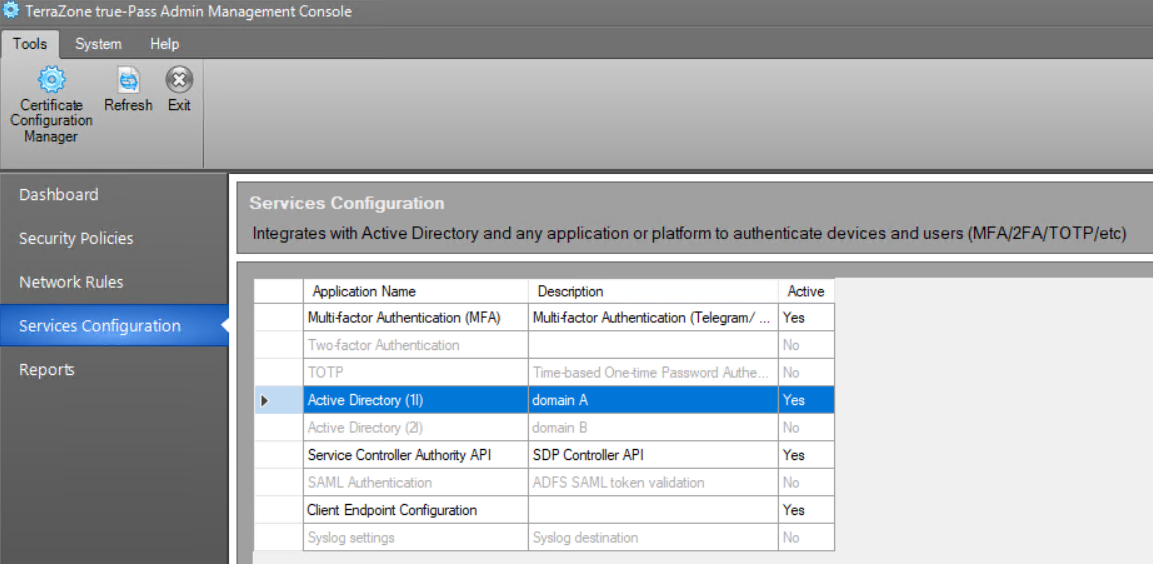 TerraZone true-Pass Admin Management Console
Tools System Help
Certificate Configuration Manager Refresh Exit
Dashboard
Security Policies
Network Rules
Services Configuration
Reports
Services Configuration
Integrates with Active Directory and any application or platform to authenticate devices and users (MFA/2FA/TOTP/etc)
Application Name Description Active
Multi-factor Authentication (MFA) Multi-factor Authentication (Telegram/ ... Yes
Two-factor Authentication No
TOTP Time-based One-time Password Authe... No
Active Directory (1l) domain A Yes
Active Directory (2l) domain B No
Service Controller Authority API SDP Controller API Yes
SAML Authentication ADFS SAML token validation No
Client Endpoint Configuration Yes
Syslog settings Syslog destination No